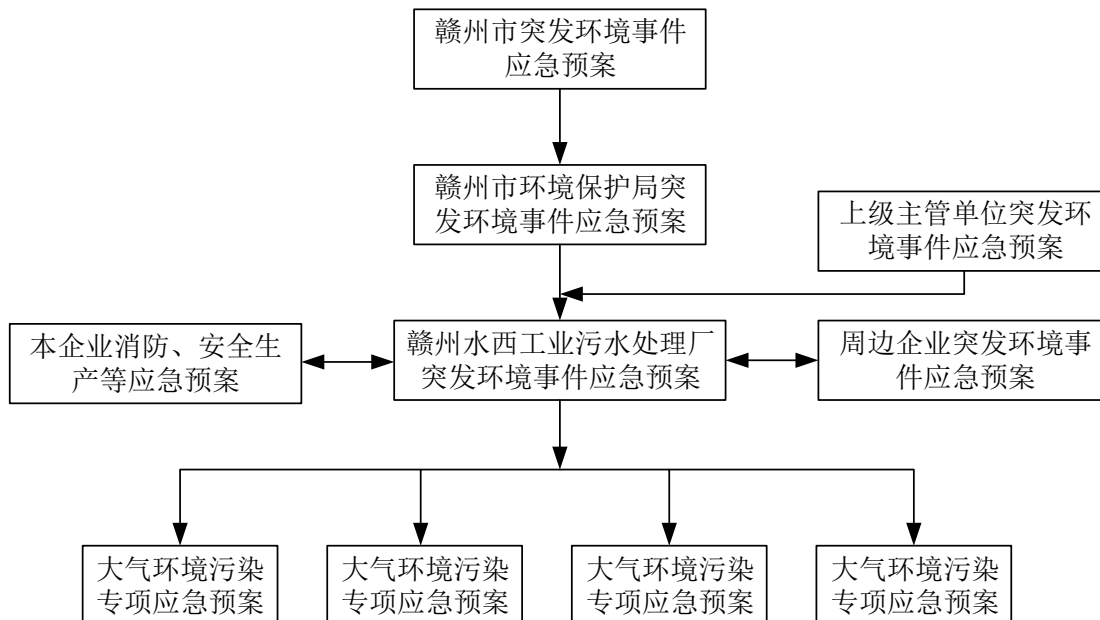 赣州市突发环境事件
应急预案
赣州市环境保护局突
发环境事件应急预案
上级主管单位突发环
境事件应急预案
本企业消防、安全生
产等应急预案
赣州水西工业污水处理厂
突发环境事件应急预案
周边企业突发环境事
件应急预案
大气环境污染
专项应急预案
大气环境污染
专项应急预案
大气环境污染
专项应急预案
大气环境污染
专项应急预案